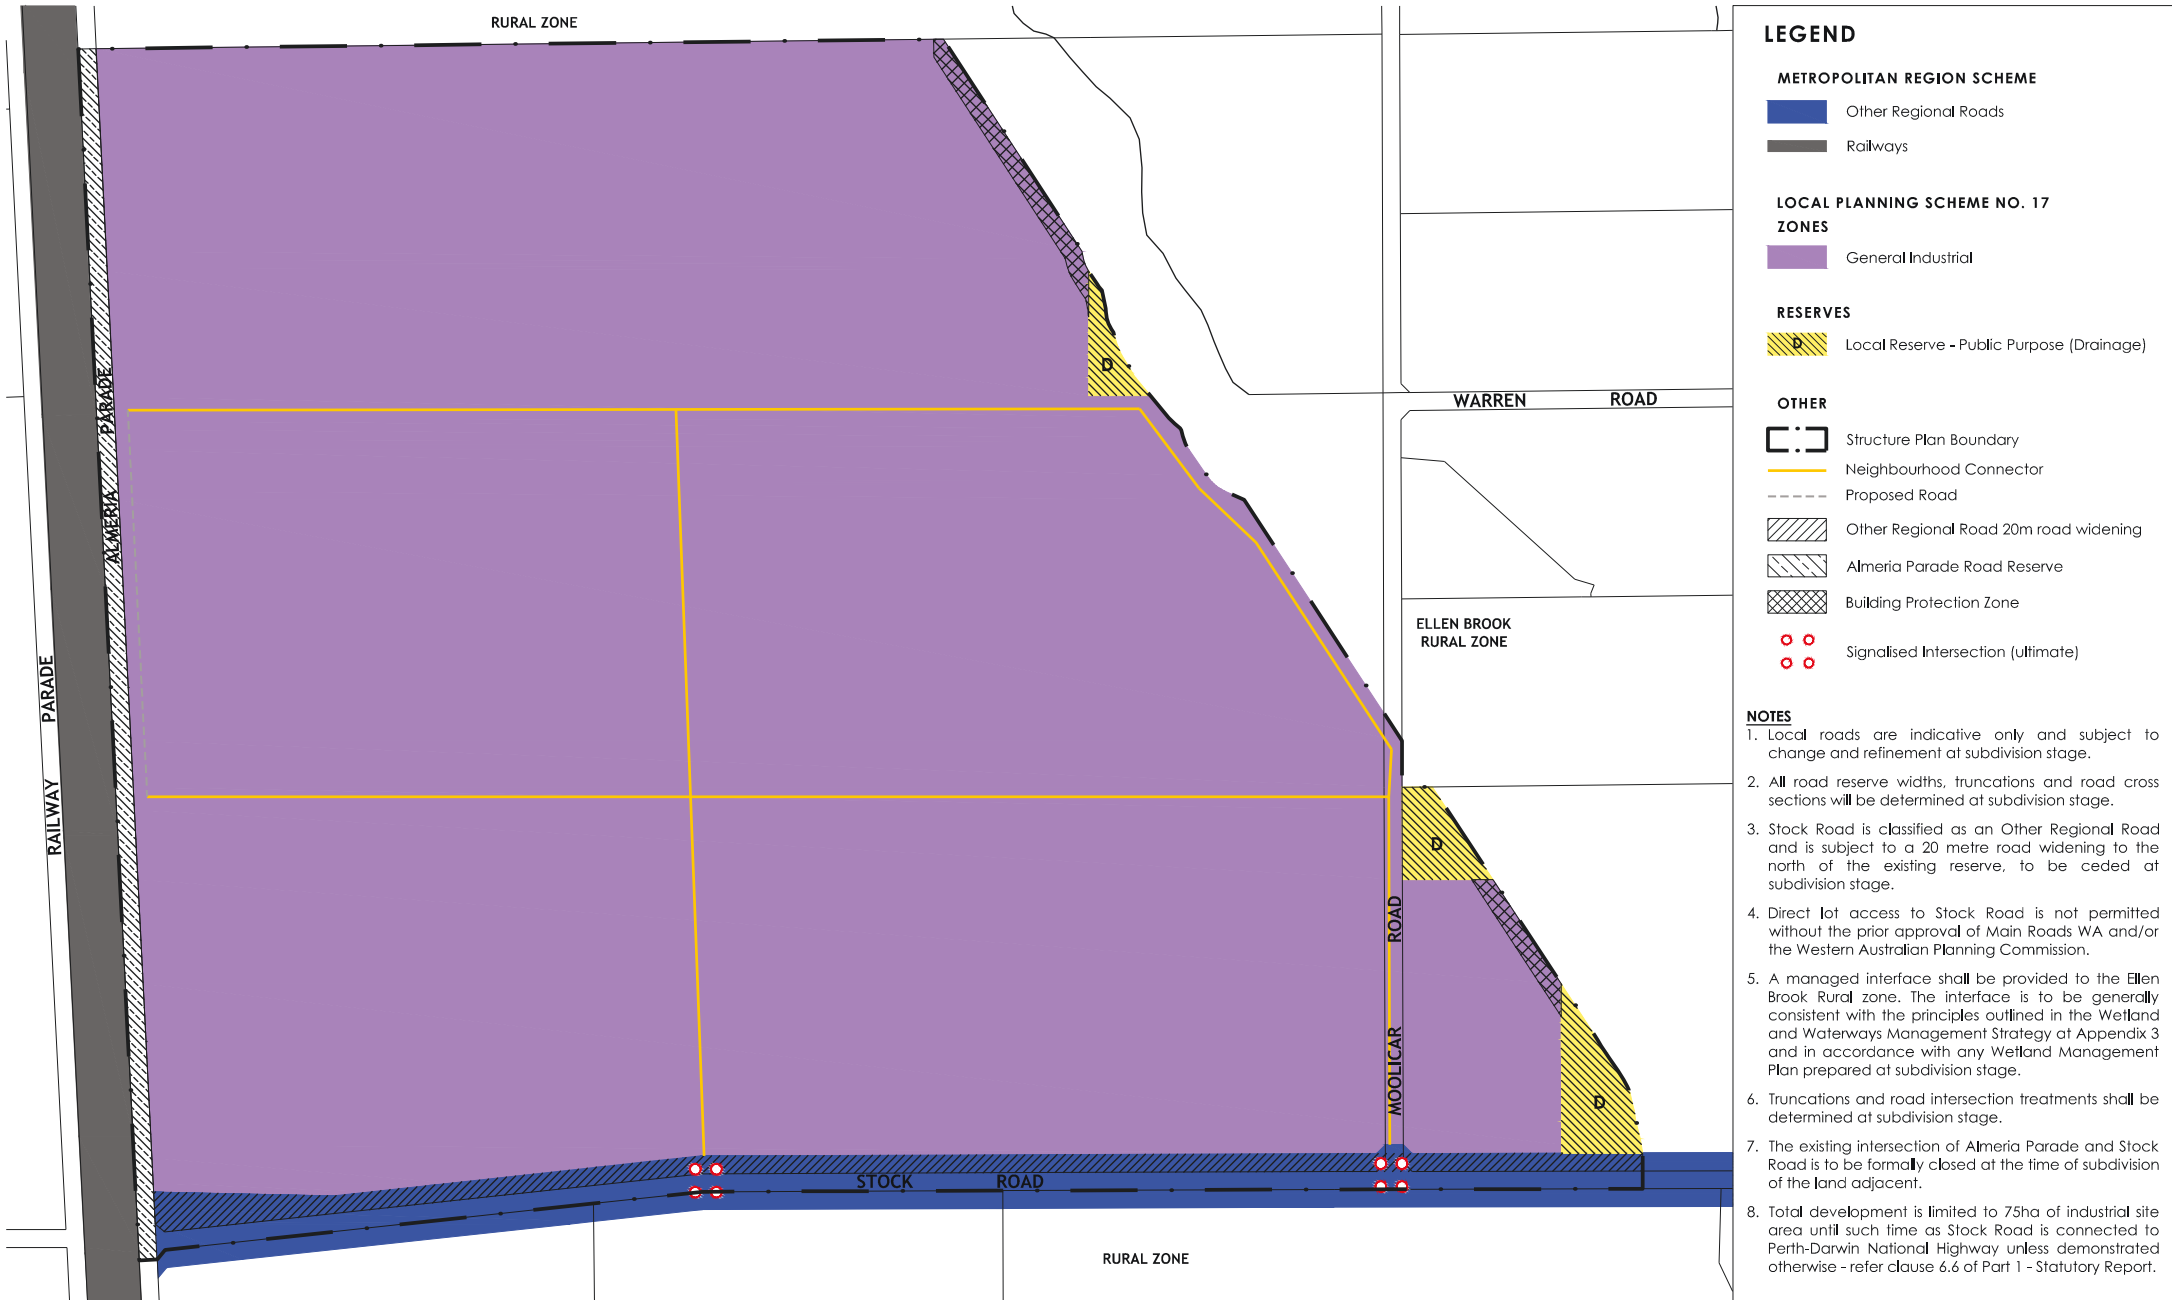 RURAL ZONE
PARADE
ALMERIA
PARADE
RAILWAY
D
WARREN ROAD
ELLEN BROOK
RURAL ZONE
D
ROAD
MOOLICAR
D
STOCK ROAD
RURAL ZONE
LEGEND
METROPOLITAN REGION SCHEME
Other Regional Roads
Railways
LOCAL PLANNING SCHEME NO. 17
ZONES
General Industrial
RESERVES
D
Local Reserve - Public Purpose (Drainage)
OTHER
Structure Plan Boundary
Neighbourhood Connector
Proposed Road
Other Regional Road 20m road widening
Almeria Parade Road Reserve
Building Protection Zone
Signalised Intersection (ultimate)
NOTES
1. Local roads are indicative only and subject to
change and refinement at subdivision stage.
2. All road reserve widths, truncations and road cross
sections will be determined at subdivision stage.
3. Stock Road is classified as an Other Regional Road
and is subject to a 20 metre road widening to the
north of the existing reserve, to be ceded at
subdivision stage.
4. Direct lot access to Stock Road is not permitted
without the prior approval of Main Roads WA and/or
the Western Australian Planning Commission.
5. A managed interface shall be provided to the Ellen
Brook Rural zone. The interface is to be generally
consistent with the principles outlined in the Wetland
and Waterways Management Strategy at Appendix 3
and in accordance with any Wetland Management
Plan prepared at subdivision stage.
6. Truncations and road intersection treatments shall be
determined at subdivision stage.
7. The existing intersection of Almeria Parade and Stock
Road is to be formally closed at the time of subdivision
of the land adjacent.
8. Total development is limited to 75ha of industrial site
area until such time as Stock Road is connected to
Perth-Darwin National Highway unless demonstrated
otherwise - refer clause 6.6 of Part 1 - Statutory Report.